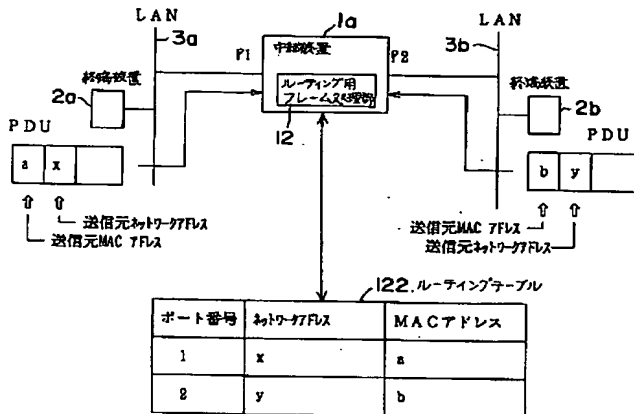 LAN
3a
1a
中継装置
P1
P2
ルーティング用
フレーム処理部
12
LAN
3b
終端装置
2a
終端装置
2b
PDU
a x
送信元ネットワークアドレス
送信元MAC アドレス
PDU
b y
送信元MAC アドレス
送信元ネットワークアドレス
122.ルーティングテーブル
ポート番号 ネットワークアドレス MACアドレス
1 x a
2 y b